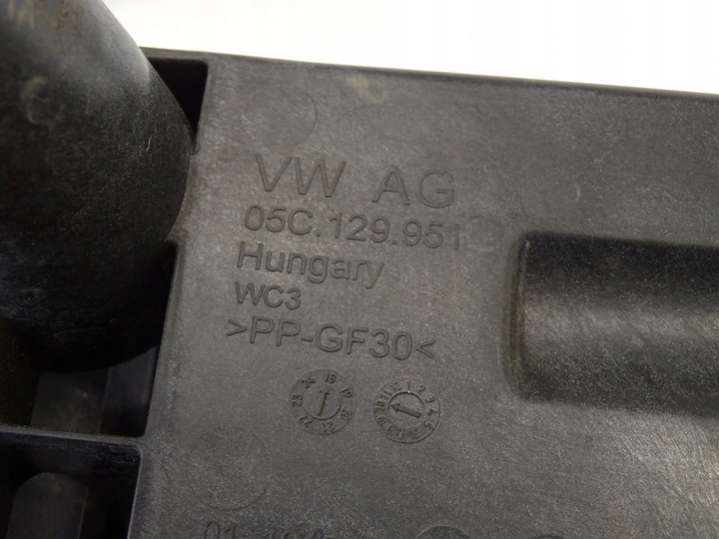 VW AG
05C.129.951
Hungary
WC3
>PP-GF30<